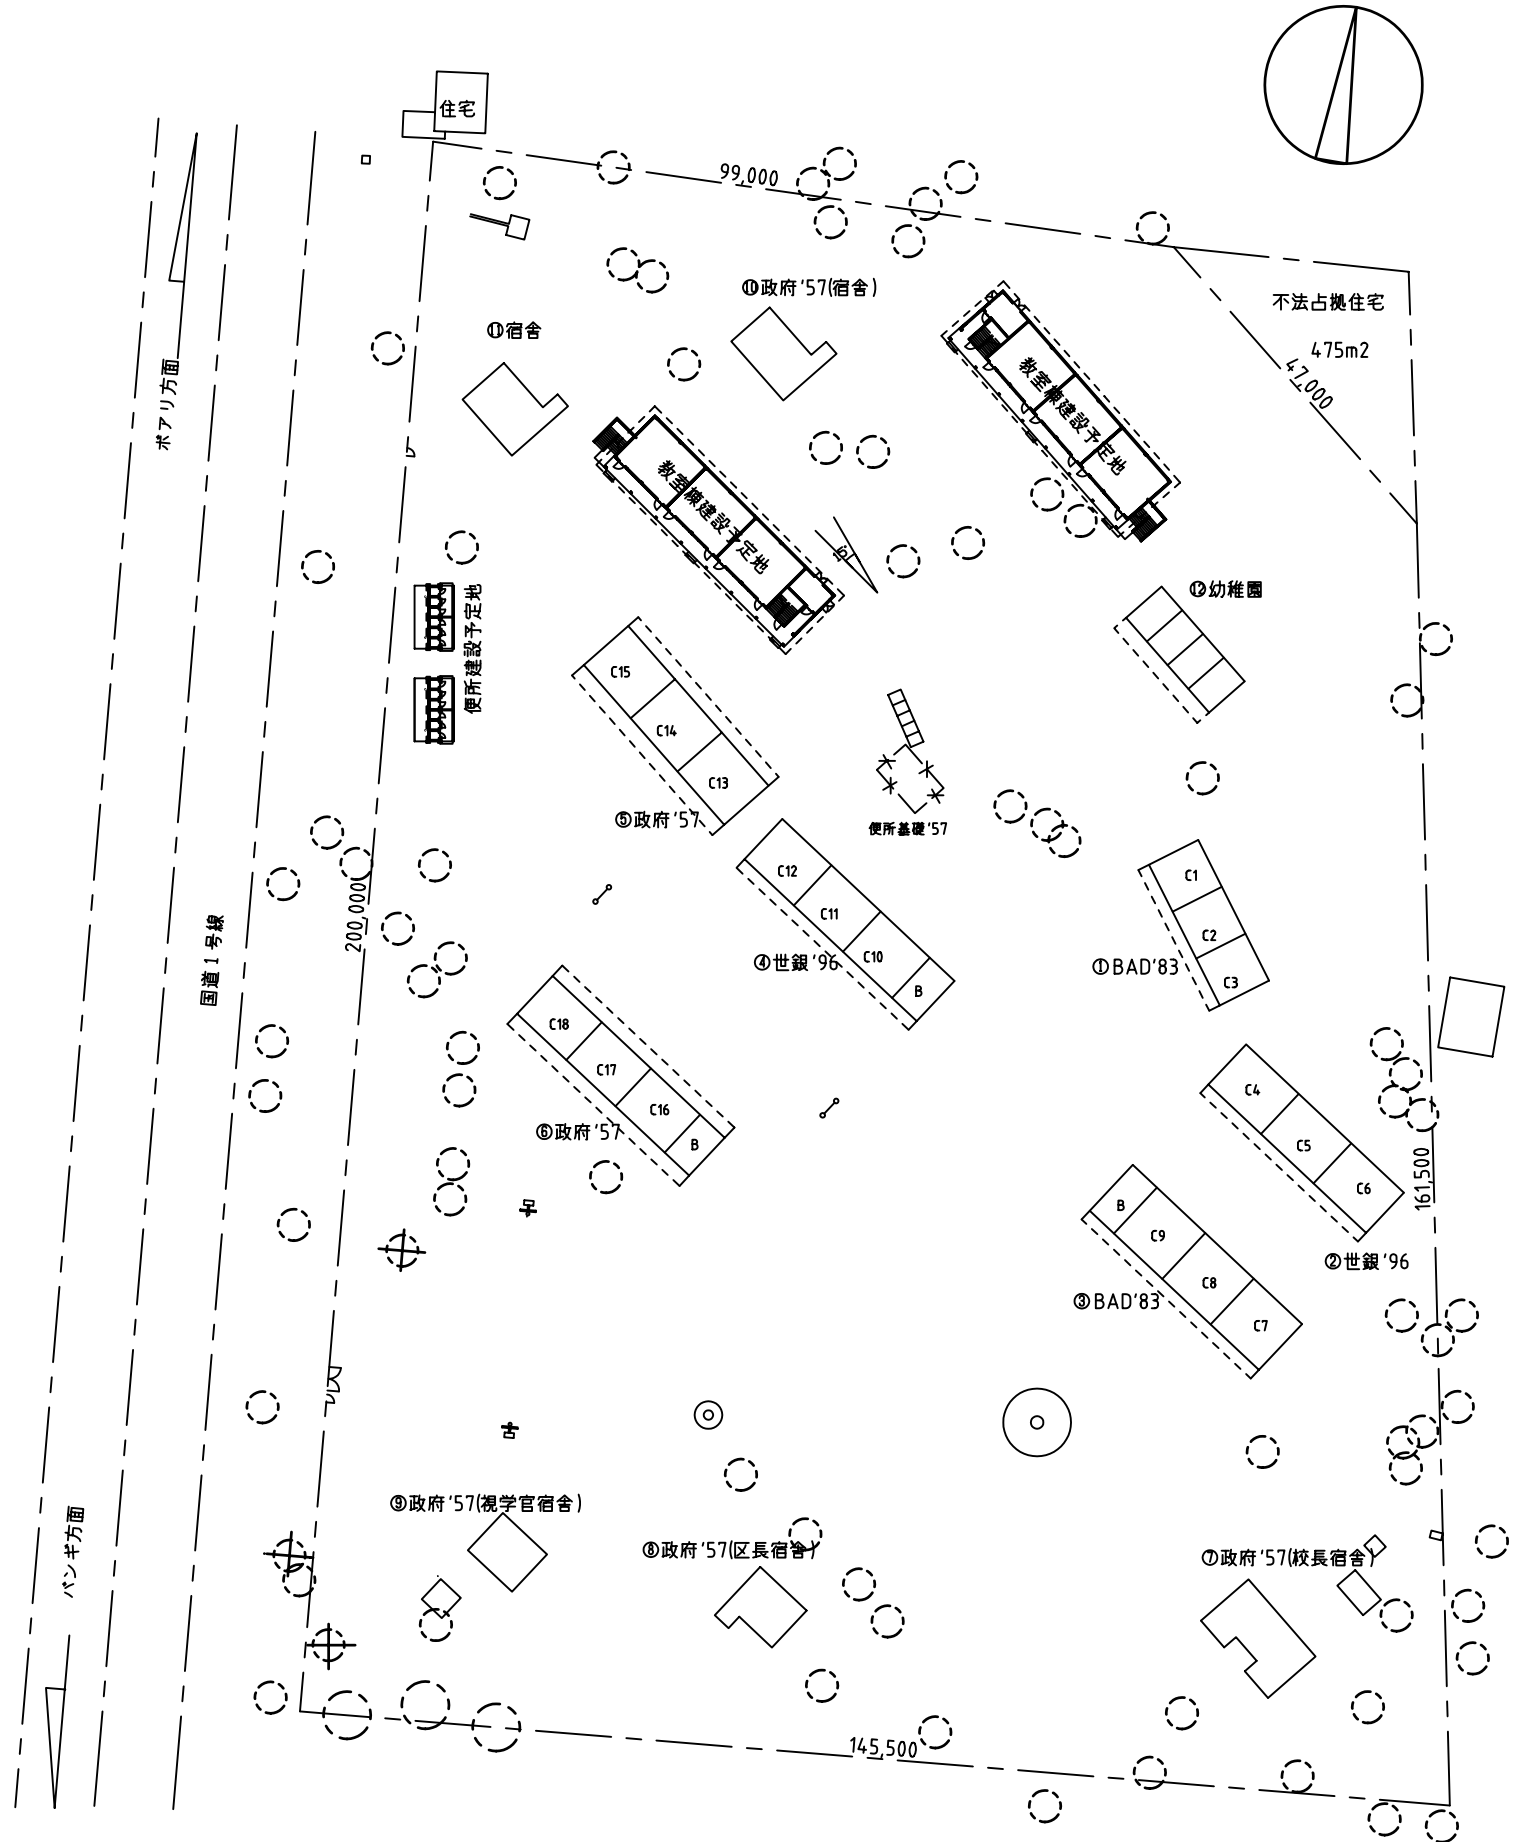 住宅
99,000
⑩政府'57(宿舎)
不法占拠住宅
475m2
47,000
⑪宿舎
ボアリ方面
教室棟建設予定地
教室棟建設予定地
15°
⑫幼稚園
便所建設予定地
C15
C14
C13
⑤政府'57
便所基礎'57
C12
C11
C10
B
④世銀'96
C1
C2
C3
①BAD'83
200,000
国道1号線
C18
C17
C16
B
⑥政府'57
C4
C5
C6
②世銀'96
161,500
B
C9
C8
C7
③BAD'83
バンギ方面
⑨政府'57(視学官宿舎)
⑧政府'57(区長宿舎)
⑦政府'57(校長宿舎)
145,500